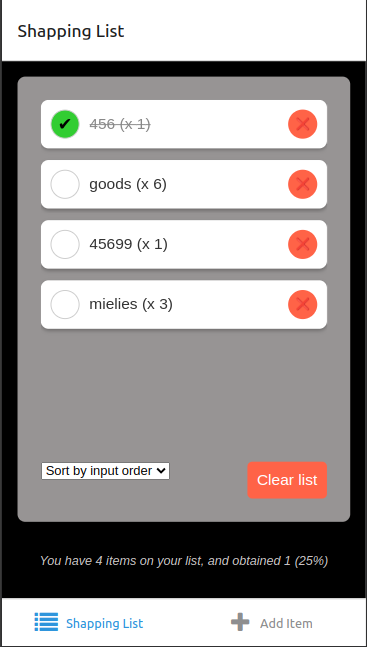 Shapping List
456 (x 1)
goods (x 6)
45699 (x 1)
mielies (x 3)
Sort by input order
Clear list
You have 4 items on your list, and obtained 1 (25%)
Shapping List
Add Item